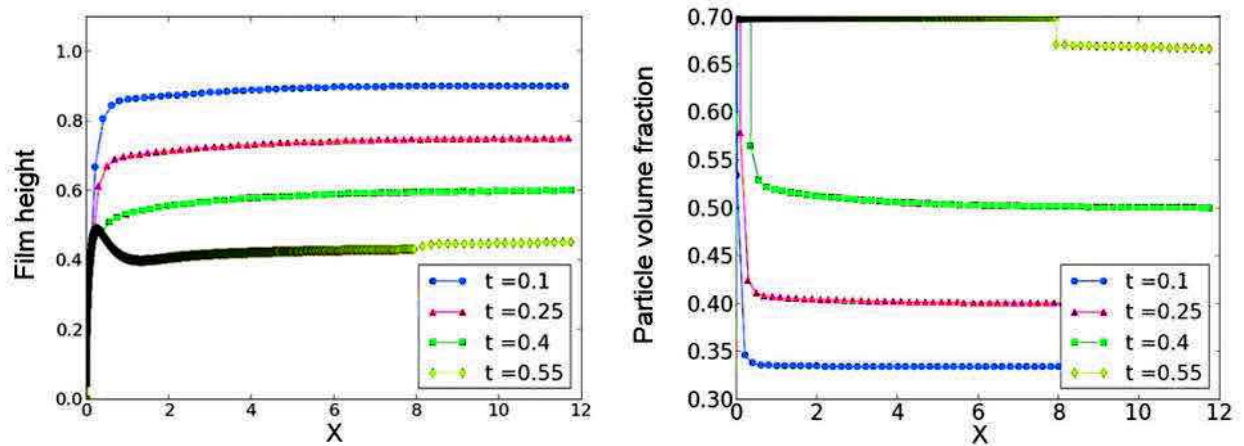 Film height
1.0
0.8
0.6
0.4
0.2
0.0
0 2 4 6 8 10 12
X
t =0.1
t =0.25
t =0.4
t =0.55
Particle volume fraction
0.70
0.65
0.60
0.55
0.50
0.45
0.40
0.35
0.30
0 2 4 6 8 10 12
X
t =0.1
t =0.25
t =0.4
t =0.55